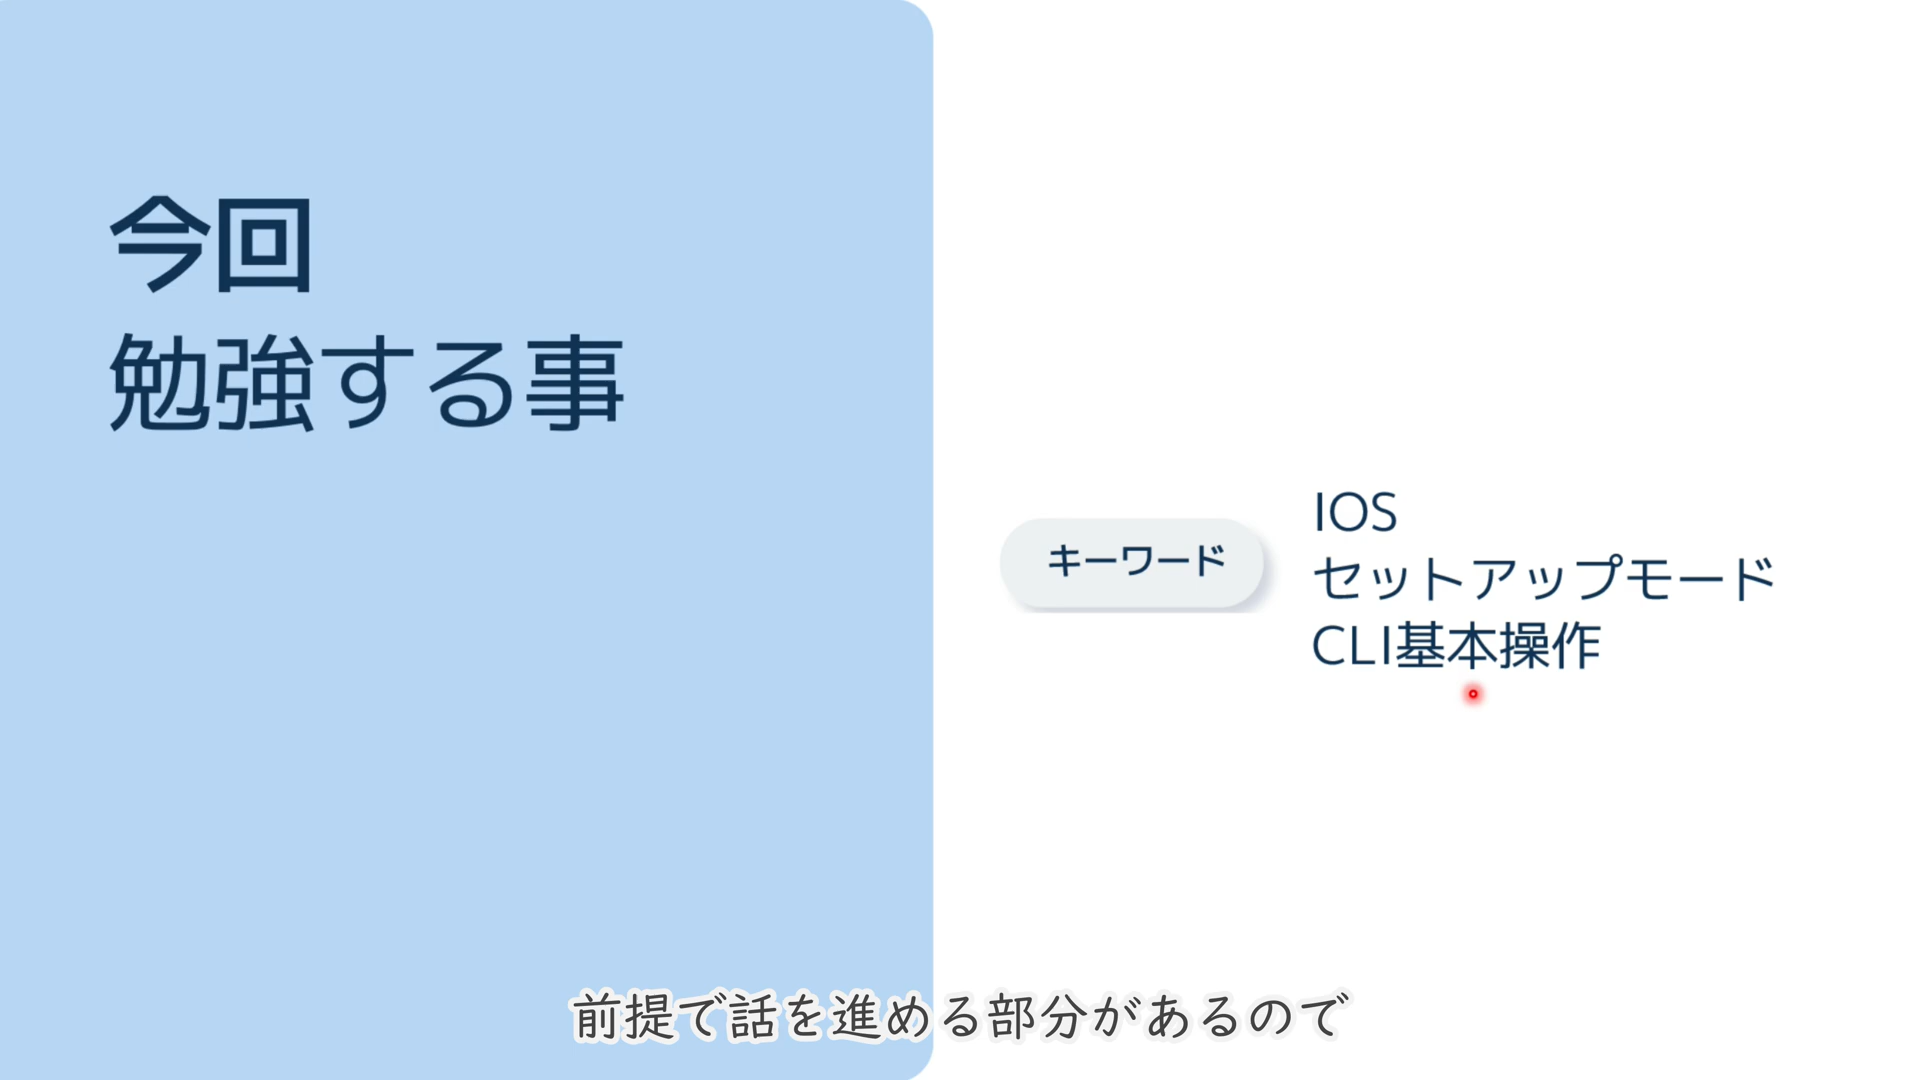 今回
勉強する事
キーワード
IOS
セットアップモード
CLI基本操作
前提で話を進める部分があるので